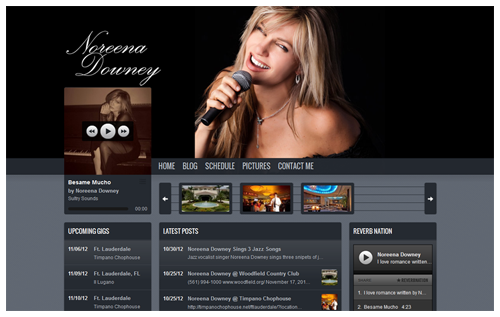 Noreena
Downey
HOME BLOG SCHEDULE PICTURES CONTACT ME
Besame Mucho
by Noreena Downey
Sultry Sounds
00:00
UPCOMING GIGS
11/06/12 Ft. Lauderdale
Timpano Chophouse
11/09/12 Ft. Lauderdale, FL
Il Lugano
11/10/12 Ft. Lauderdale
Timpano Chophouse
LATEST POSTS
10/30/12 Noreena Downey Sings 3 Jazz Songs
Jazz vocalist singer Noreena Downey sings three snipets of j...
10/25/12 Noreena Downey @ Woodfield Country Club
(561) 994-1000 www.woodfield.org/ November 17, 201...
10/25/12 Noreena Downey @ Timpano Chophouse
http://timpanochophouse.net/ftlauderdale/?location...
REVERB NATION
Noreena Downey
I love romance written...
1. I love romance written by N...
2. Besame Mucho 4:23